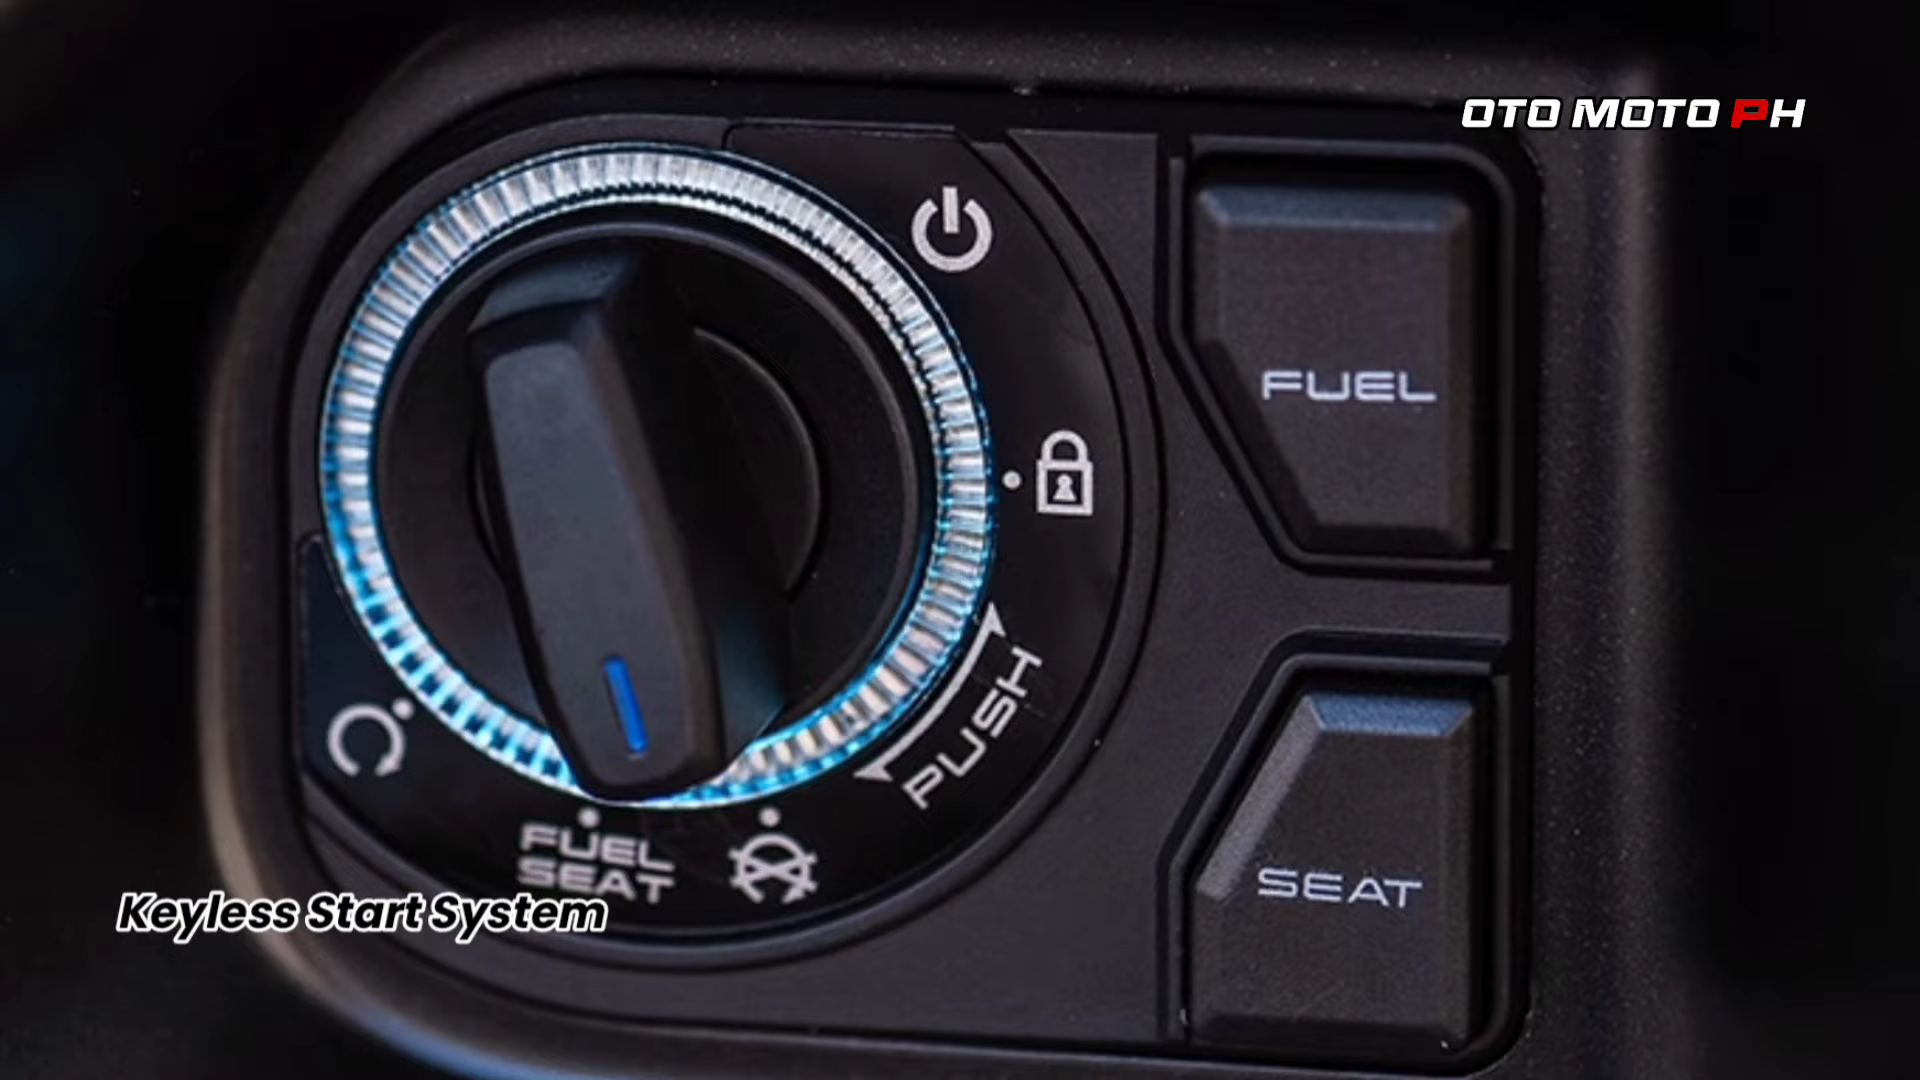 OTO MOTO PH
FUEL
PUSH
FUEL
SEAT
SEAT
Keyless Start System